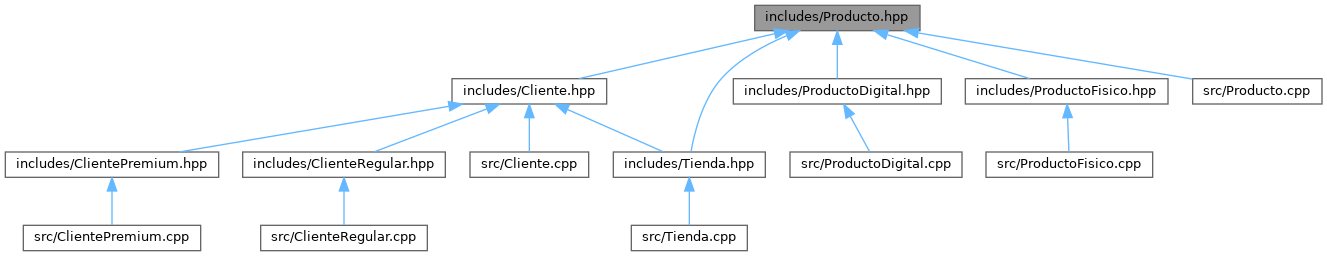 includes/Producto.hpp
includes/Cliente.hpp
includes/ProductoDigital.hpp
includes/ProductoFisico.hpp
src/Producto.cpp
includes/ClientePremium.hpp
includes/ClienteRegular.hpp
src/Cliente.cpp
includes/Tienda.hpp
src/ProductoDigital.cpp
src/ProductoFisico.cpp
src/ClientePremium.cpp
src/ClienteRegular.cpp
src/Tienda.cpp